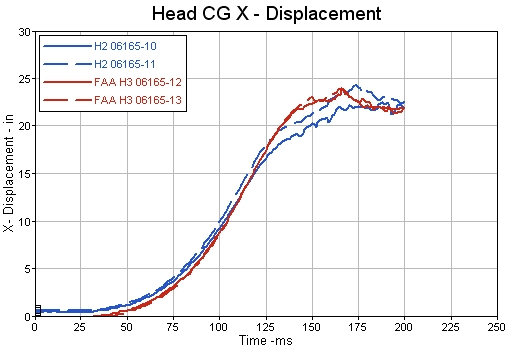 Head CG X - Displacement
H2 06165-10
H2 06165-11
FAA H3 06165-12
FAA H3 06165-13
X- Displacement - in
30
25
20
15
10
5
0
0 25 50 75 100 125 150 175 200 225 250
Time -ms